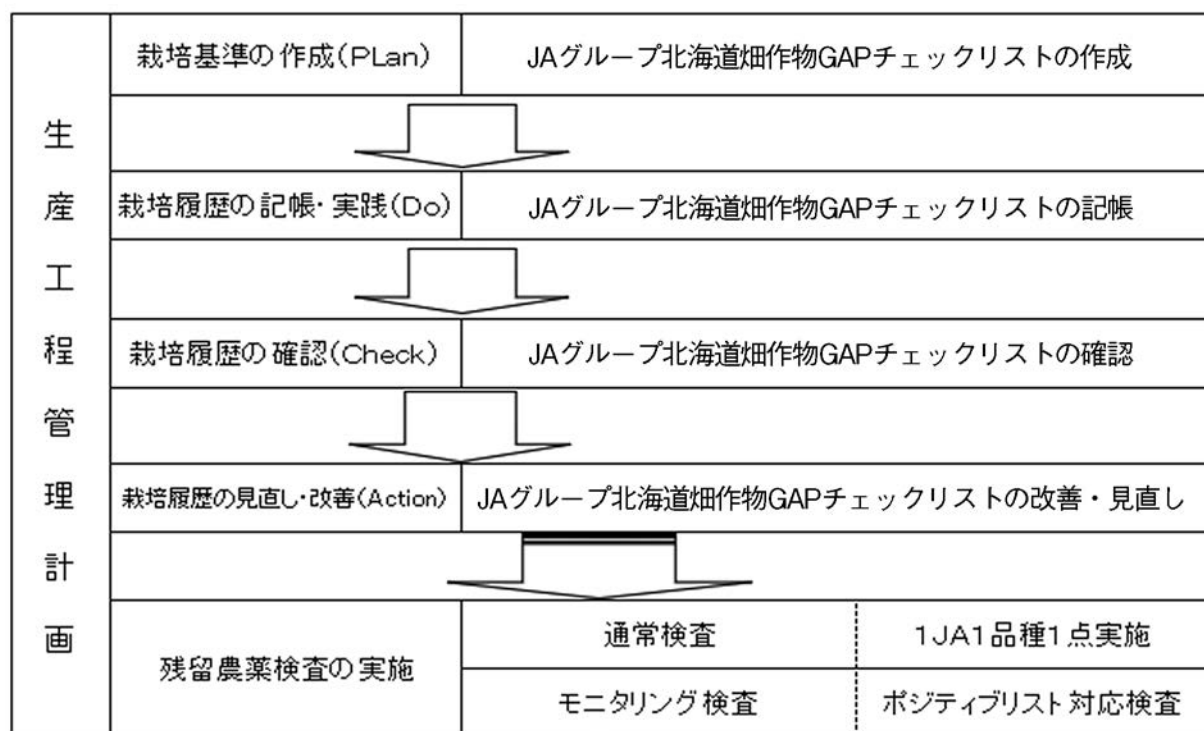 生産工程管理計画
栽培基準の作成(PLan)
JAグループ北海道畑作物GAPチェックリストの作成
栽培履歴の記帳・実践(Do)
JAグループ北海道畑作物GAPチェックリストの記帳
栽培履歴の確認(Check)
JAグループ北海道畑作物GAPチェックリストの確認
栽培履歴の見直し・改善(Action)
JAグループ北海道畑作物GAPチェックリストの改善・見直し
残留農薬検査の実施
通常検査
1JA1品種1点実施
モニタリング検査
ポジティブリスト対応検査